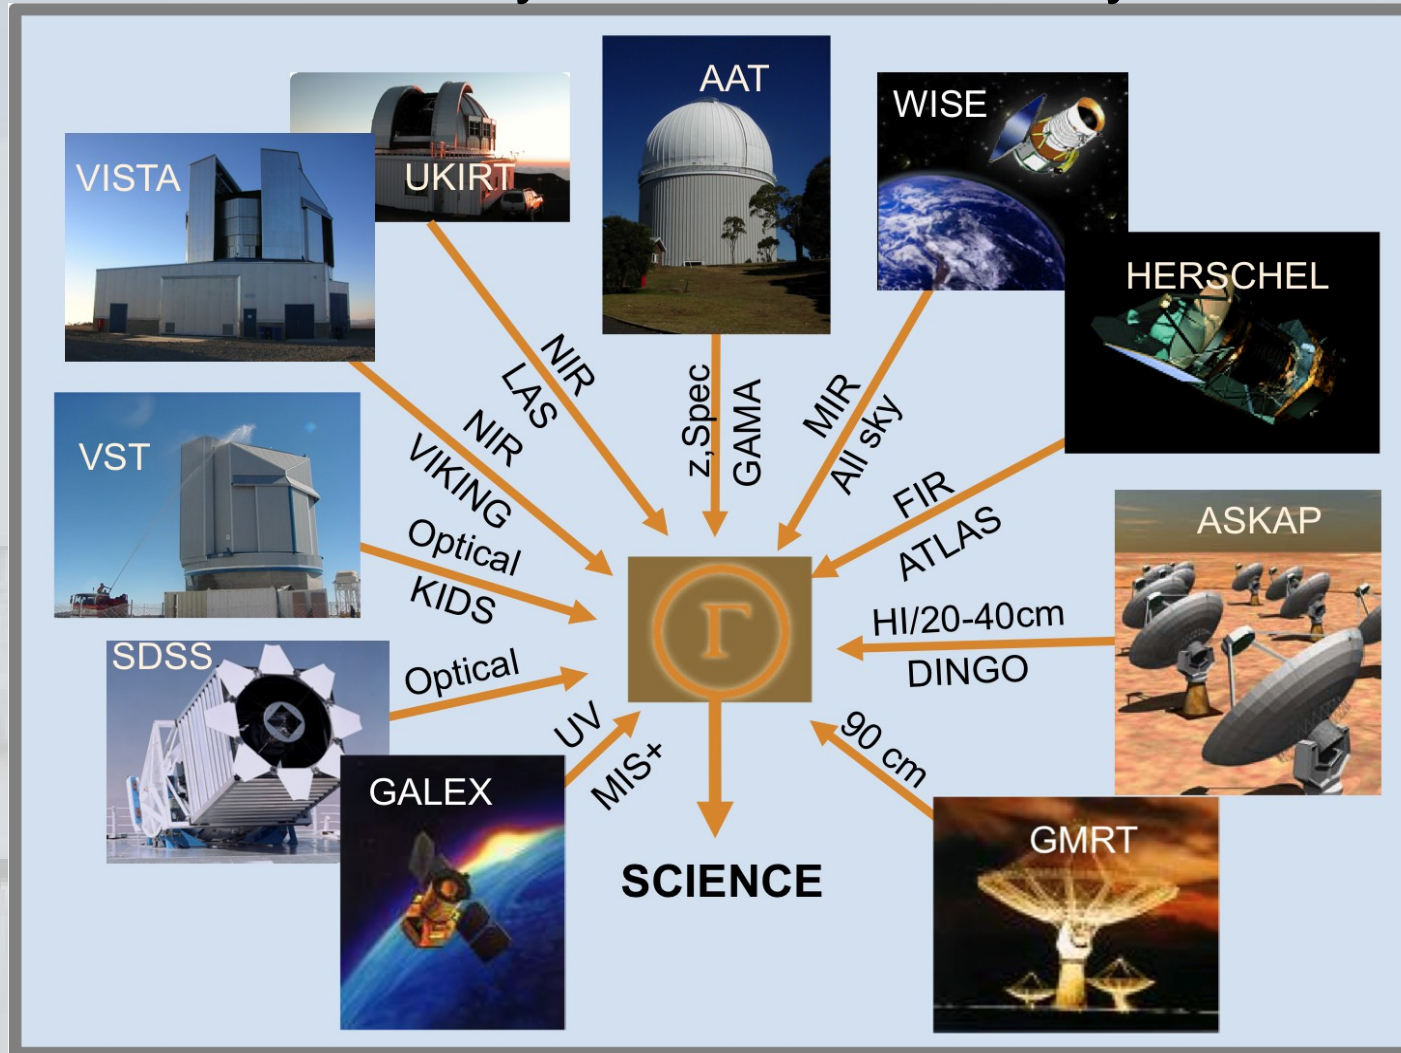 AAT
WISE
UKIRT
VISTA
HERSCHEL
NIR
LAS
z,Spec
GAMA
MIR
All sky
NIR
VIKING
VST
FIR
ATLAS
ASKAP
Optical
KIDS
HI/20-40cm
DINGO
Γ
SDSS
Optical
UV
MIS+
90 cm
GALEX
GMRT
SCIENCE